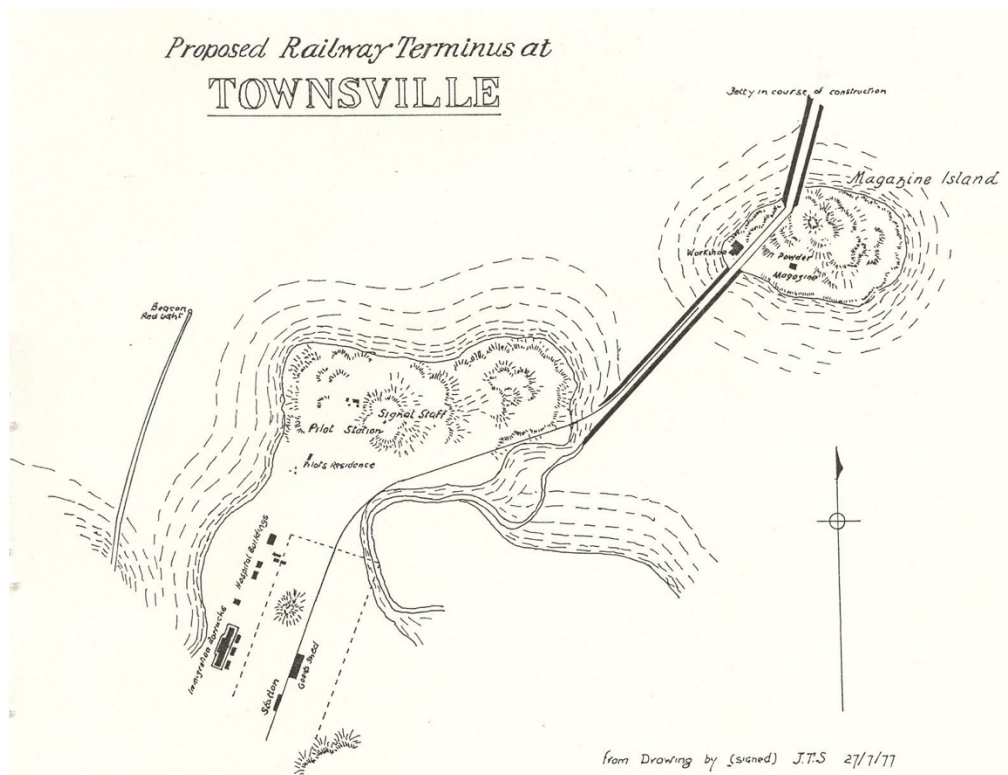 Proposed Railway Terminus at
TOWNSVILLE
Jetty in course of construction
Magazine Island
Workshop
Powder
Magazine
Beacon
Red Light
Signal Staff
Pilot Station
Pilots Residence
Hospital Buildings
Immigration Barracks
Goods Shed
Station
from Drawing by (signed) J.T.S 27/7/77